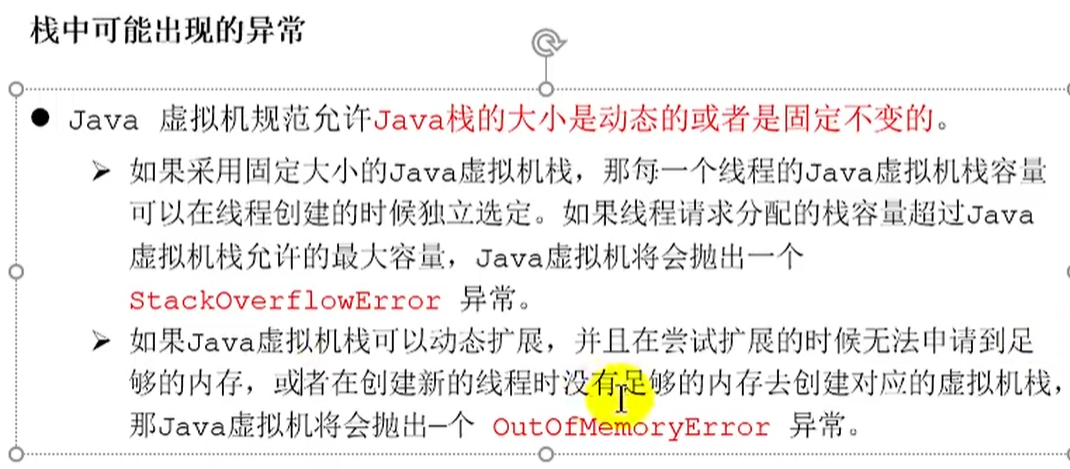 栈中可能出现的异常
Java 虚拟机规范允许Java栈的大小是动态的或者是固定不变的。
如果采用固定大小的Java虚拟机栈，那每一个线程的Java虚拟机栈容量
可以在线程创建的时候独立选定。如果线程请求分配的栈容量超过Java
虚拟机栈允许的最大容量，Java虚拟机将会抛出一个
StackOverflowError 异常。
如果Java虚拟机栈可以动态扩展，并且在尝试扩展的时候无法申请到足
够的内存，或者在创建新的线程时没有足够的内存去创建对应的虚拟机栈，
那Java虚拟机将会抛出一个 OutOfMemoryError 异常。